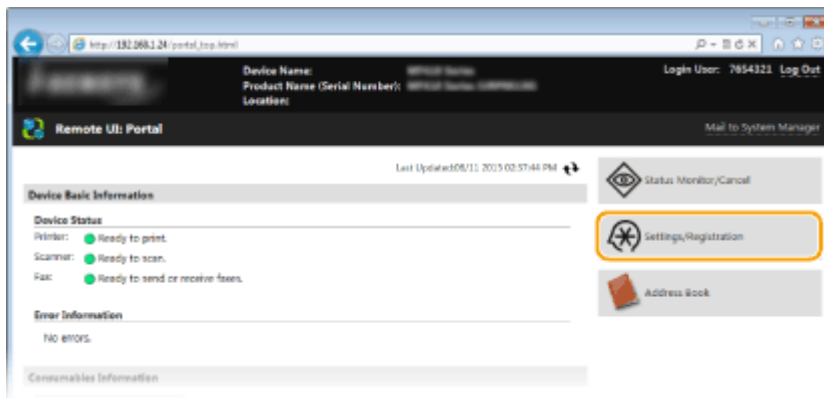 http://192.168.1.24/portal_top.html
Device Name:
Login User: 7654321 Log Out
Product Name (Serial Number):
Location:
Remote UI: Portal
Mail to System Manager
Last Updated:08/11 2015 02:57:44 PM
Status Monitor/Cancel
Device Basic Information
Device Status
Printer: Ready to print.
Settings/Registration
Scanner: Ready to scan.
Fax: Ready to send or receive faxes.
Address Book
Error Information
No errors.
Consumables Information